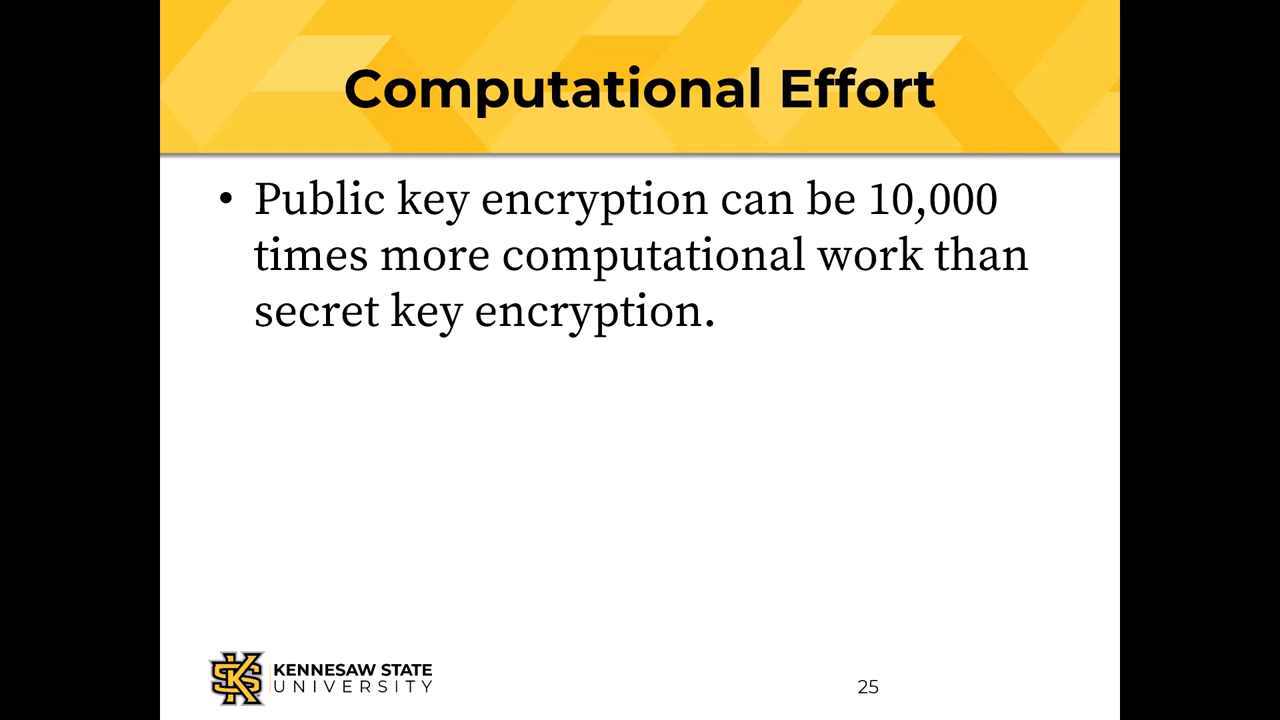 Computational Effort
• Public key encryption can be 10,000
times more computational work than
secret key encryption.
KENNESAW STATE
UNIVERSITY
25